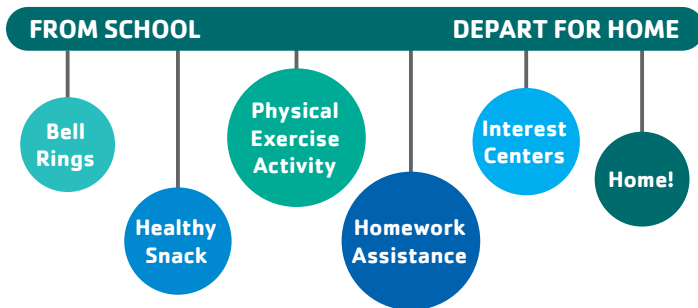 FROM SCHOOL
DEPART FOR HOME
Bell
Rings
Healthy
Snack
Physical
Exercise
Activity
Homework
Assistance
Interest
Centers
Home!